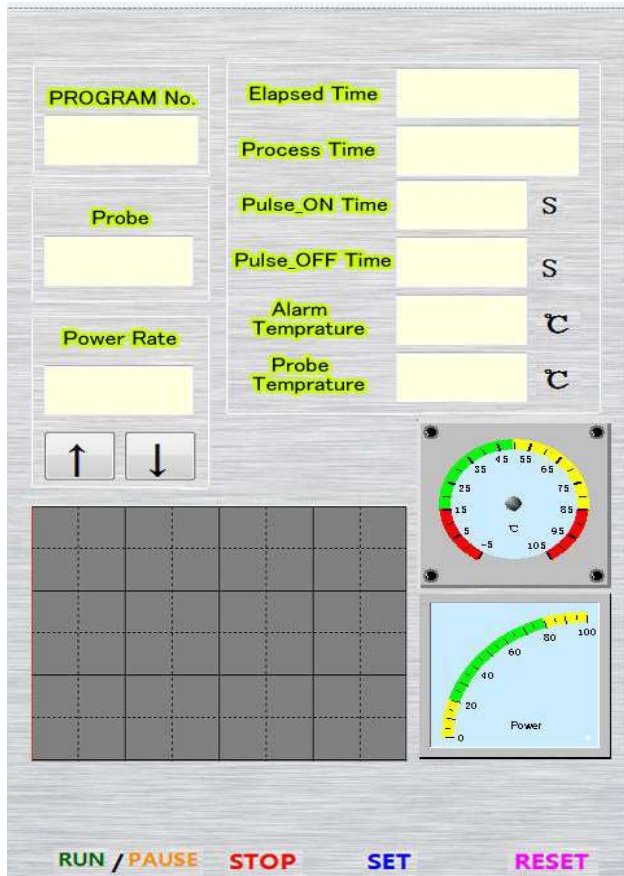 PROGRAM No.
Probe
Power Rate
↑ ↓
Elapsed Time
Process Time
Pulse_ON Time S
Pulse_OFF Time S
Alarm
Temprature ℃
Probe
Temprature ℃
-5 5 15 25 35 45 55 65 75 85 95 105
℃
0 20 40 60 80 100
Power
RUN / PAUSE STOP SET RESET